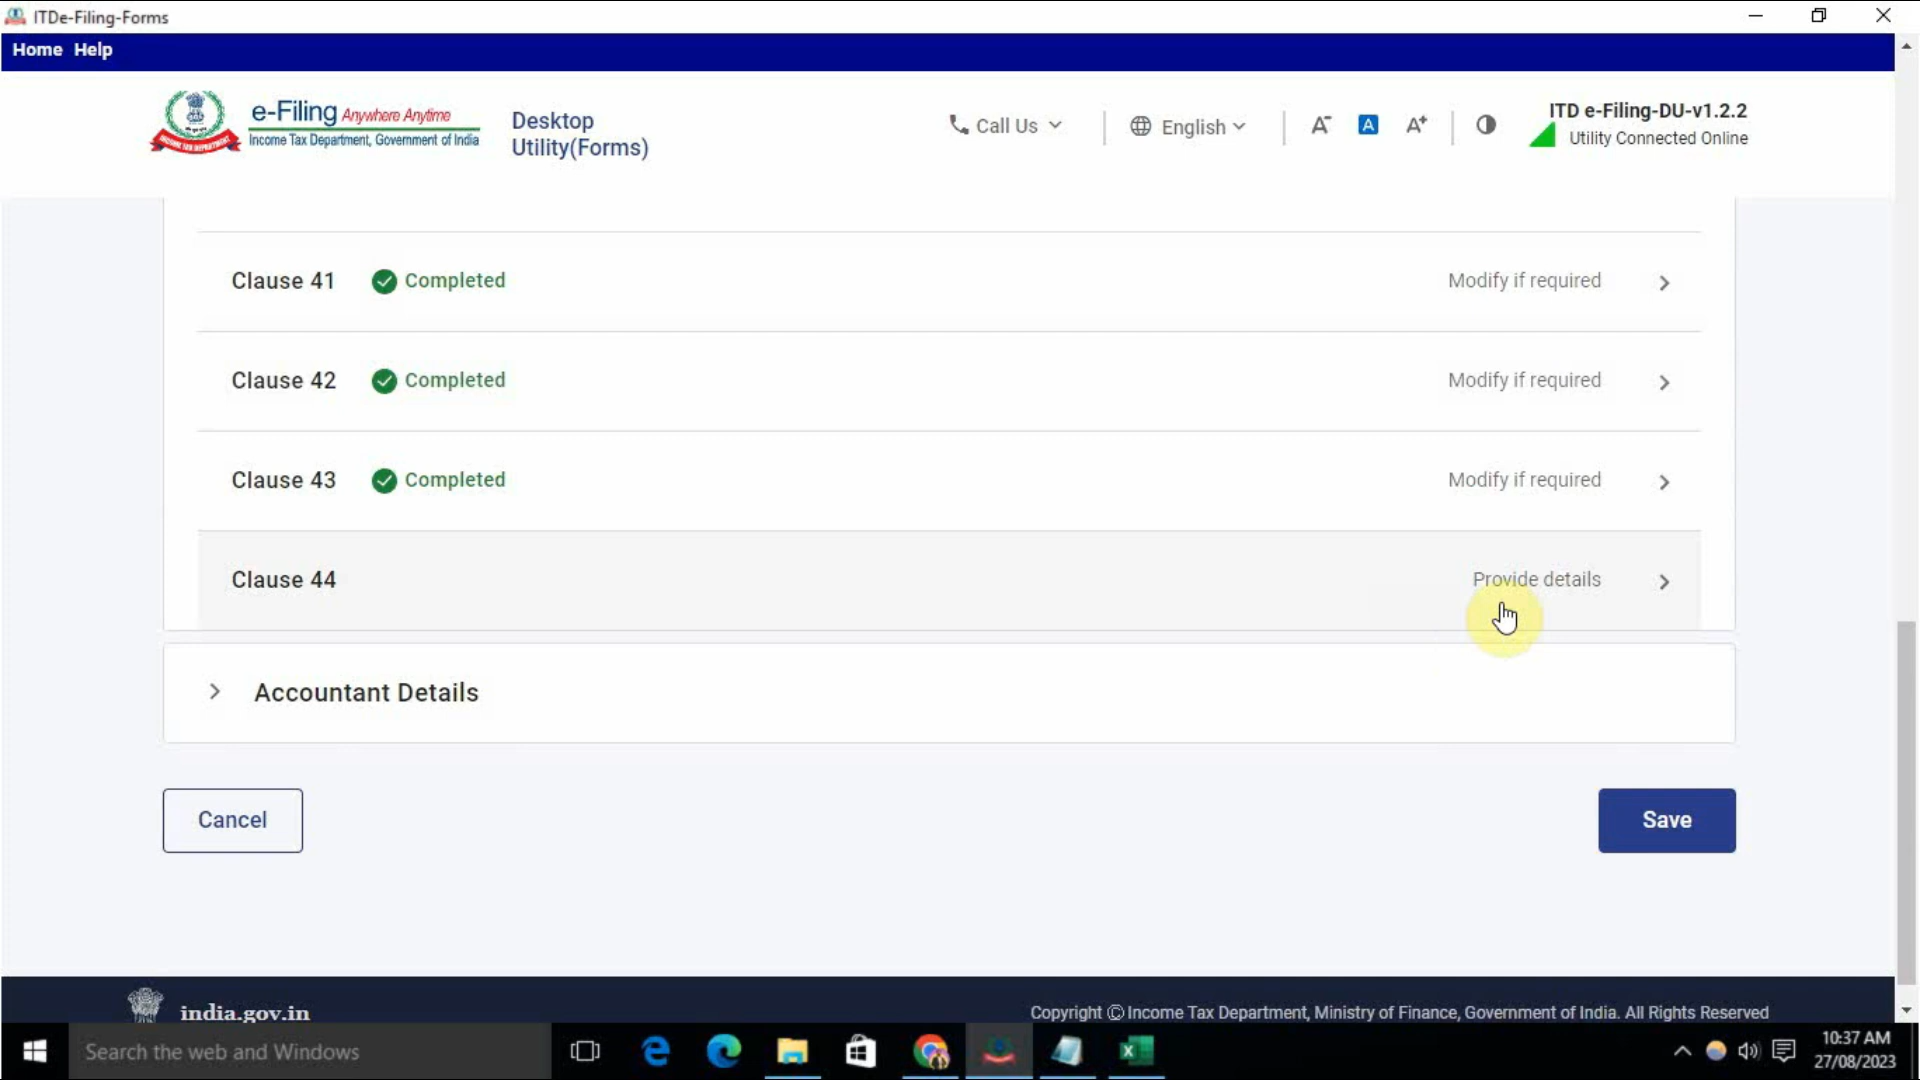 ITDe-Filing-Forms
Home Help
e-Filing Anywhere Anytime
Income Tax Department, Government of India
INCOME TAX DEPARTMENT
Desktop
Utility(Forms)
Call Us
English
A-
A
A+
ITD e-Filing-DU-v1.2.2
Utility Connected Online
Clause 41 Completed Modify if required
Clause 42 Completed Modify if required
Clause 43 Completed Modify if required
Clause 44 Provide details
Accountant Details
Cancel
Save
india.gov.in
Copyright © Income Tax Department, Ministry of Finance, Government of India. All Rights Reserved
Search the web and Windows
10:37 AM
27/08/2023